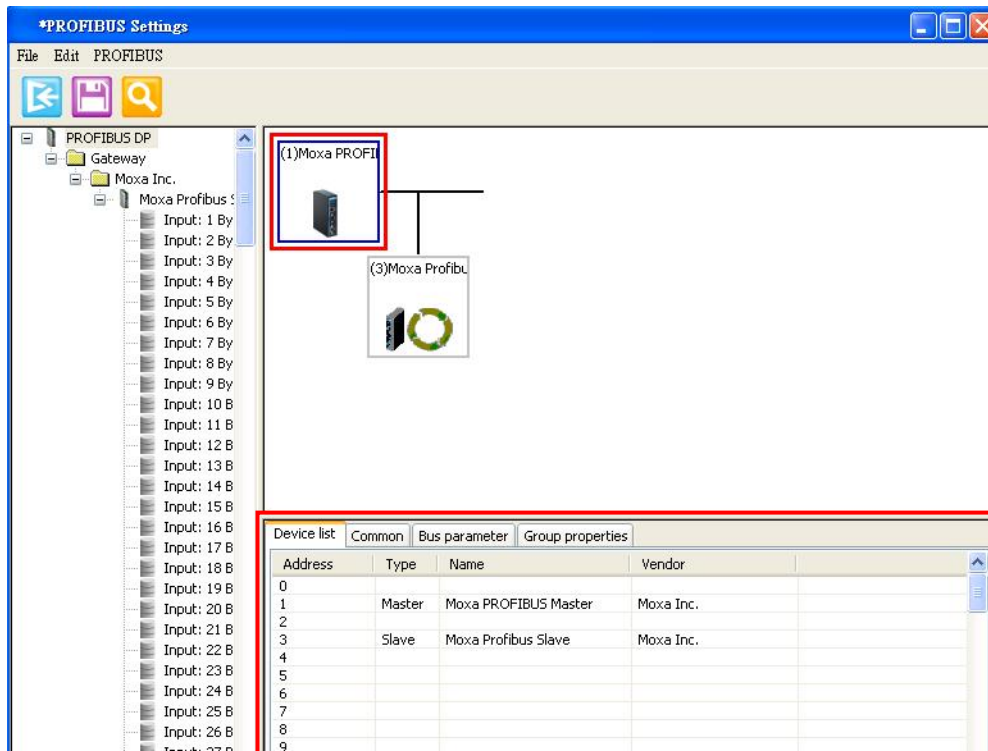 *PROFIBUS Settings
File Edit PROFIBUS
PROFIBUS DP
Gateway
Moxa Inc.
Moxa Profibus S
Input: 1 By
Input: 2 By
Input: 3 By
Input: 4 By
Input: 5 By
Input: 6 By
Input: 7 By
Input: 8 By
Input: 9 By
Input: 10 B
Input: 11 B
Input: 12 B
Input: 13 B
Input: 14 B
Input: 15 B
Input: 16 B
Input: 17 B
Input: 18 B
Input: 19 B
Input: 20 B
Input: 21 B
Input: 22 B
Input: 23 B
Input: 24 B
Input: 25 B
Input: 26 B
(1)Moxa PROFI
(3)Moxa Profibu
Device list Common Bus parameter Group properties
Address Type Name Vendor
0
1 Master Moxa PROFIBUS Master Moxa Inc.
2
3 Slave Moxa Profibus Slave Moxa Inc.
4
5
6
7
8
9